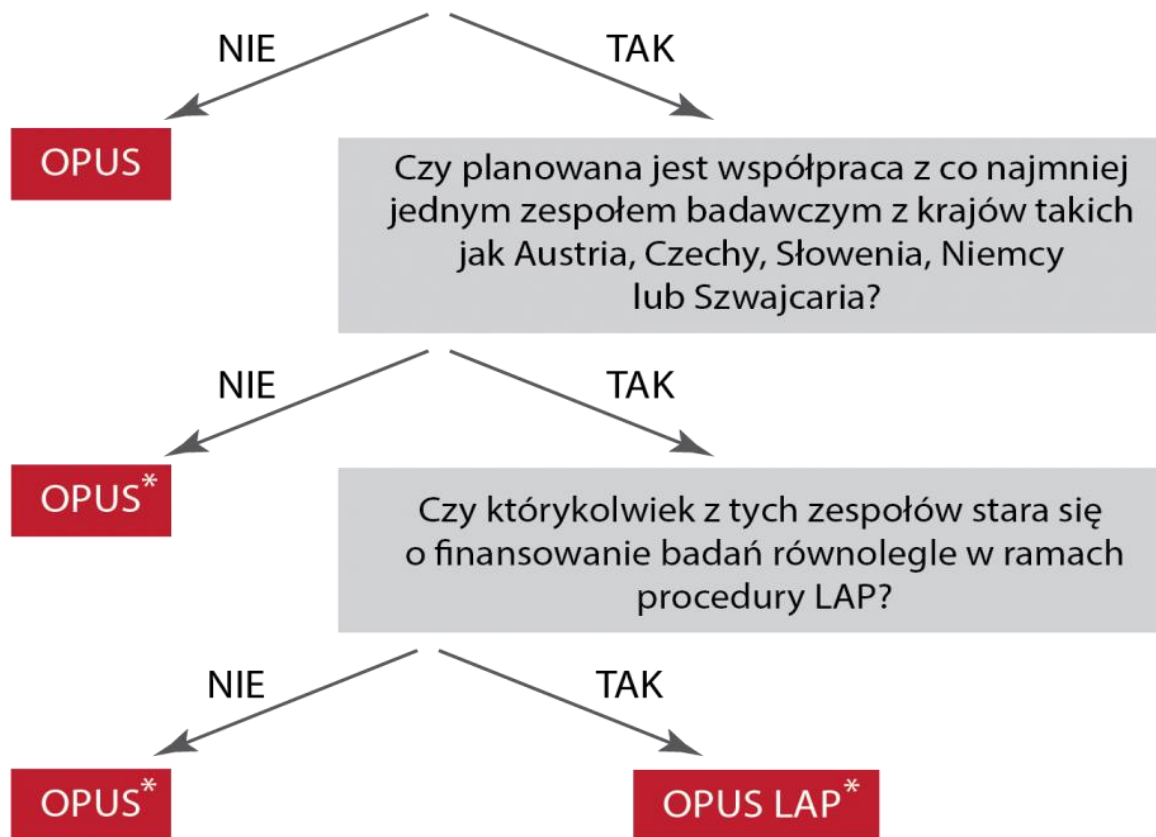 NIE
TAK
OPUS
Czy planowana jest współpraca z co najmniej
jednym zespołem badawczym z krajów takich
jak Austria, Czechy, Słowenia, Niemcy
lub Szwajcaria?
NIE
TAK
OPUS*
Czy którykolwiek z tych zespołów stara się
o finansowanie badań równolegle w ramach
procedury LAP?
NIE
TAK
OPUS*
OPUS LAP*